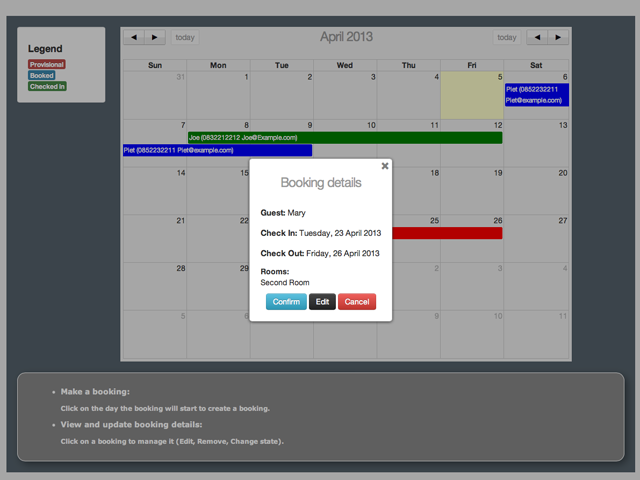 Legend
Provisional
Booked
Checked In
today
April 2013
today
Sun Mon Tue Wed Thu Fri Sat
31 1 2 3 4 5 6
Piet (0852232211
Piet@example.com)
7 8 9 10 11 12 13
Joe (0832212212 Joe@Example.com)
Piet (0852232211 Piet@example.com)
14 15 18 19 20
21 22 25 26 27
28 29 2 3 4
5 6 9 10 11
Booking details
Guest: Mary
Check In: Tuesday, 23 April 2013
Check Out: Friday, 26 April 2013
Rooms:
Second Room
Confirm Edit Cancel
Make a booking:
Click on the day the booking will start to create a booking.
View and update booking details:
Click on a booking to manage it (Edit, Remove, Change state).